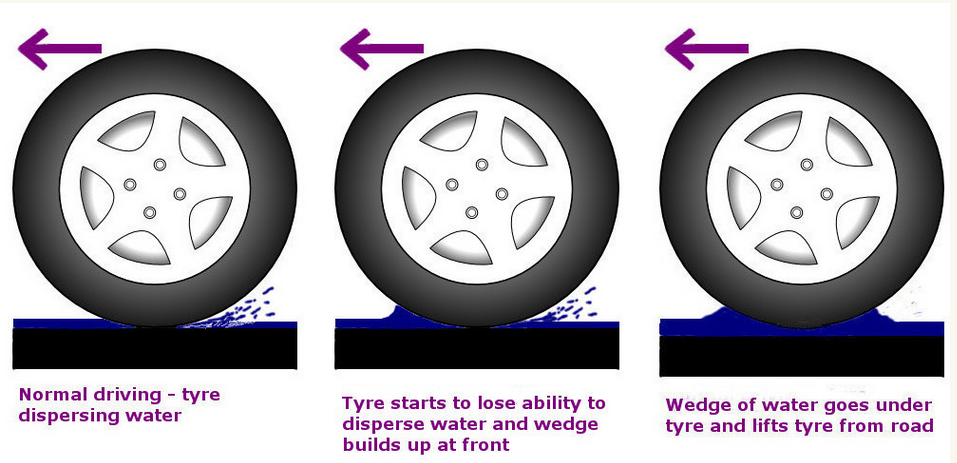 Normal driving - tyre
dispersing water
Tyre starts to lose ability to
disperse water and wedge
builds up at front
Wedge of water goes under
tyre and lifts tyre from road